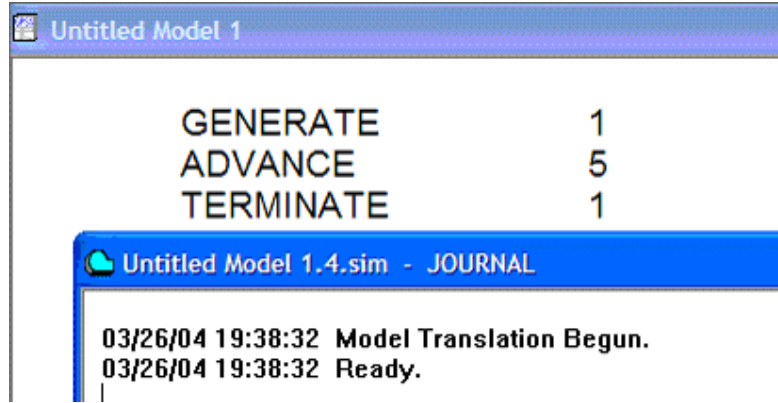 Untitled Model 1
GENERATE 1
ADVANCE 5
TERMINATE 1
Untitled Model 1.4.sim - JOURNAL
03/26/04 19:38:32 Model Translation Begun.
03/26/04 19:38:32 Ready.